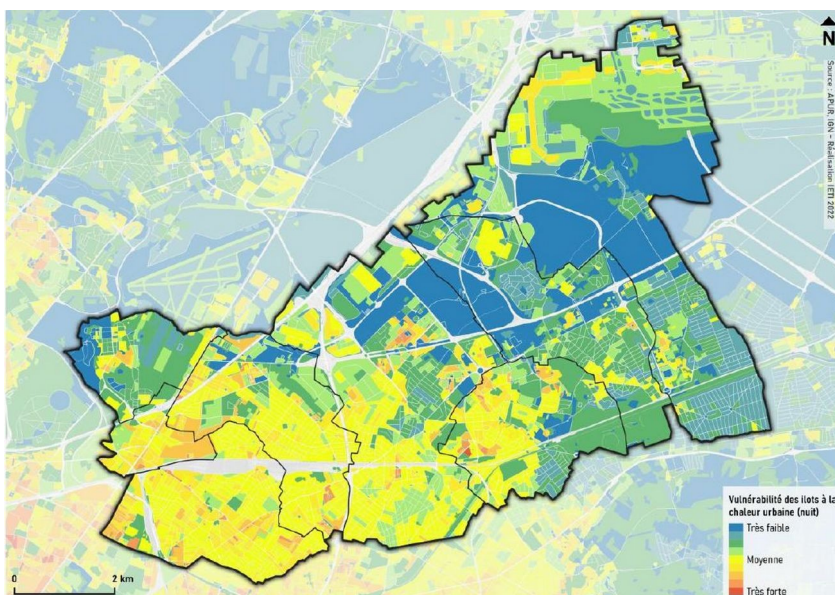 N
Source : APUR, IGN - Réalisation IETI 2022
Vulnérabilité des ilots à la
chaleur urbaine (nuit)
Très faible
Moyenne
Très forte
0
2 km